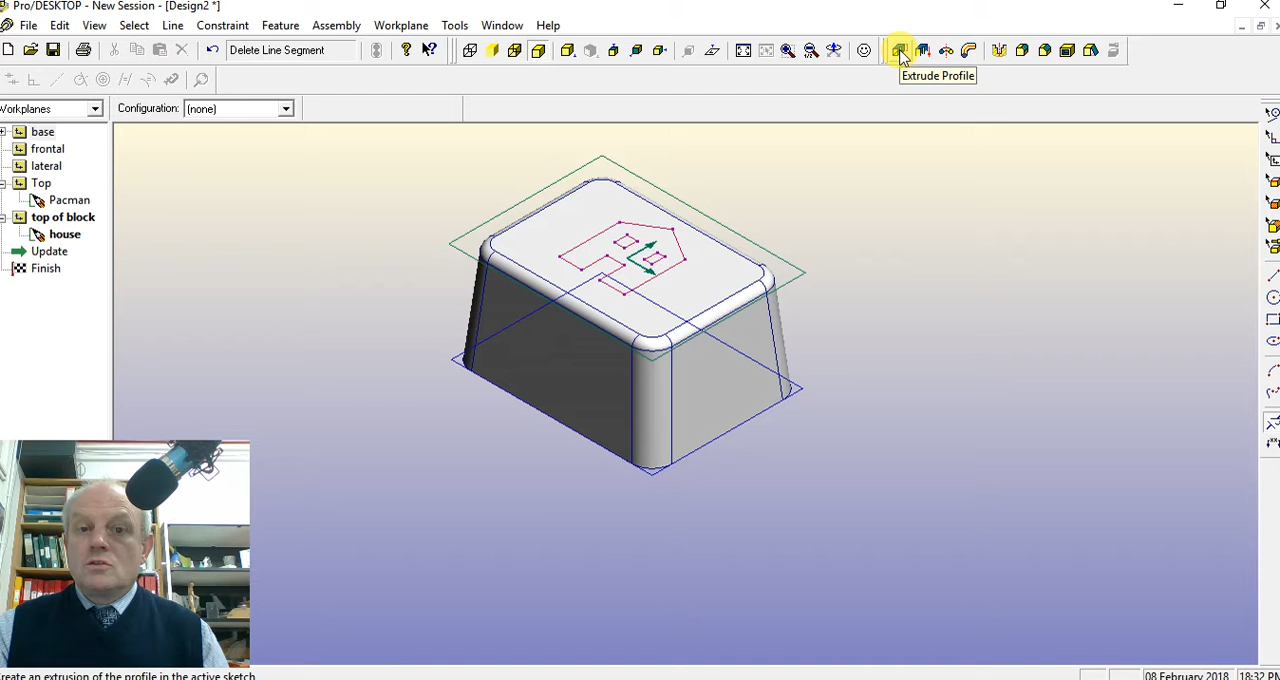 Pro/DESKTOP - New Session - [Design2 *]
File Edit View Select Line Constraint Feature Assembly Workplane Tools Window Help
Delete Line Segment
Extrude Profile
Workplanes
Configuration: (none)
base
frontal
lateral
Top
Pacman
top of block
house
Update
Finish
Create an extrusion of the profile in the active sketch
08 February 2018 18:32 PM